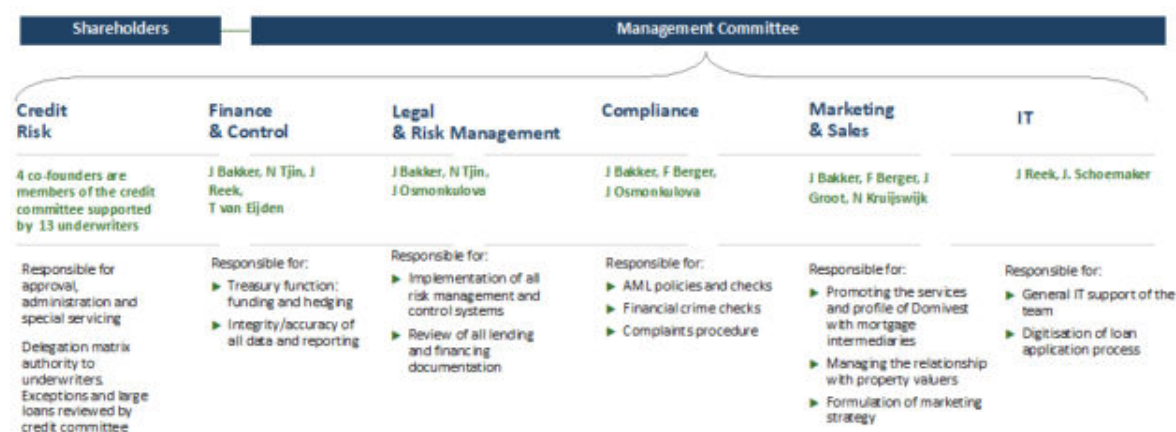 Shareholders
Management Committee
Credit
Risk
4 co-founders are
members of the credit
committee supported
by 13 underwriters
Responsible for
approval,
administration and
special servicing
Delegation matrix
authority to
underwriters.
Exceptions and large
loans reviewed by
credit committee
Finance
& Control
J Bakker, N Tjin, J
Reek,
T van Eijden
Responsible for:
► Treasury function:
funding and hedging
► Integrity/accuracy of
all data and reporting
Legal
& Risk Management
J Bakker, N Tjin,
J Osmonkulova
Responsible for:
► Implementation of all
risk management and
control systems
► Review of all lending
and financing
documentation
Compliance
J Bakker, F Berger,
J Osmonkulova
Responsible for:
► AML policies and checks
► Financial crime checks
► Complaints procedure
Marketing
& Sales
J Bakker, F Berger, J
Groot, N Kruijswijk
Responsible for:
► Promoting the services
and profile of Domivest
with mortgage
intermediaries
► Managing the relationship
with property valuers
► Formulation of marketing
strategy
IT
J Reek, J. Schoemaker
Responsible for:
► General IT support of the
team
► Digitisation of loan
application process